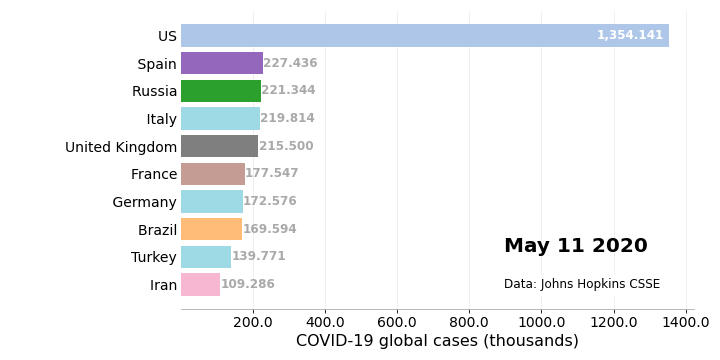 US 1,354.141
Spain 227.436
Russia 221.344
Italy 219.814
United Kingdom 215.500
France 177.547
Germany 172.576
Brazil 169.594
Turkey 139.771
Iran 109.286
May 11 2020
Data: Johns Hopkins CSSE
200.0 400.0 600.0 800.0 1000.0 1200.0 1400.0
COVID-19 global cases (thousands)